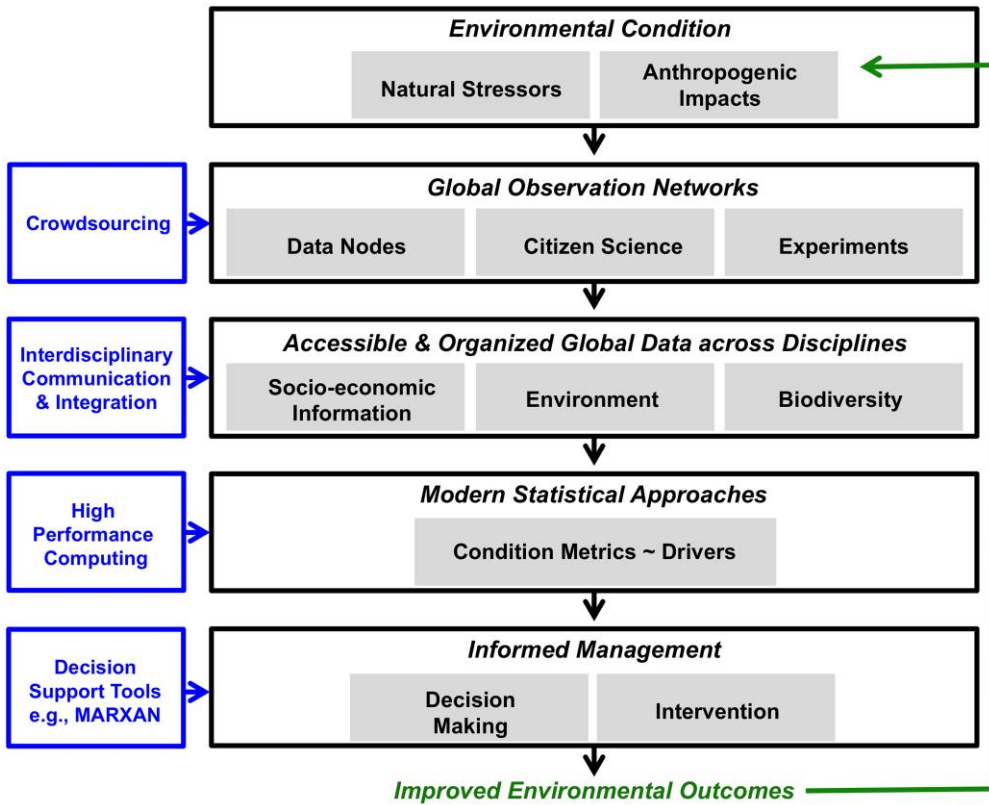 Environmental Condition
Natural Stressors
Anthropogenic
Impacts
Crowdsourcing
Global Observation Networks
Data Nodes
Citizen Science
Experiments
Interdisciplinary
Communication
& Integration
Accessible & Organized Global Data across Disciplines
Socio-economic
Information
Environment
Biodiversity
High
Performance
Computing
Modern Statistical Approaches
Condition Metrics ~ Drivers
Decision
Support Tools
e.g., MARXAN
Informed Management
Decision
Making
Intervention
Improved Environmental Outcomes